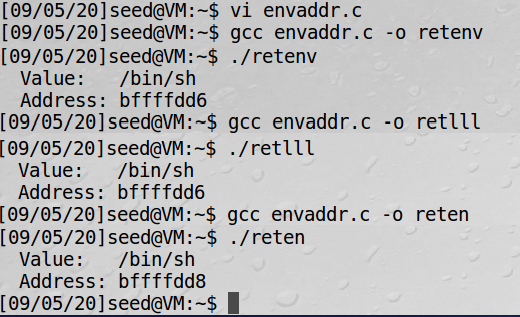 [09/05/20]seed@VM:~$ vi envaddr.c
[09/05/20]seed@VM:~$ gcc envaddr.c -o retenv
[09/05/20]seed@VM:~$ ./retenv
Value: /bin/sh
Address: bffffdd6
[09/05/20]seed@VM:~$ gcc envaddr.c -o retlll
[09/05/20]seed@VM:~$ ./retlll
Value: /bin/sh
Address: bffffdd6
[09/05/20]seed@VM:~$ gcc envaddr.c -o reten
[09/05/20]seed@VM:~$ ./reten
Value: /bin/sh
Address: bffffdd8
[09/05/20]seed@VM:~$